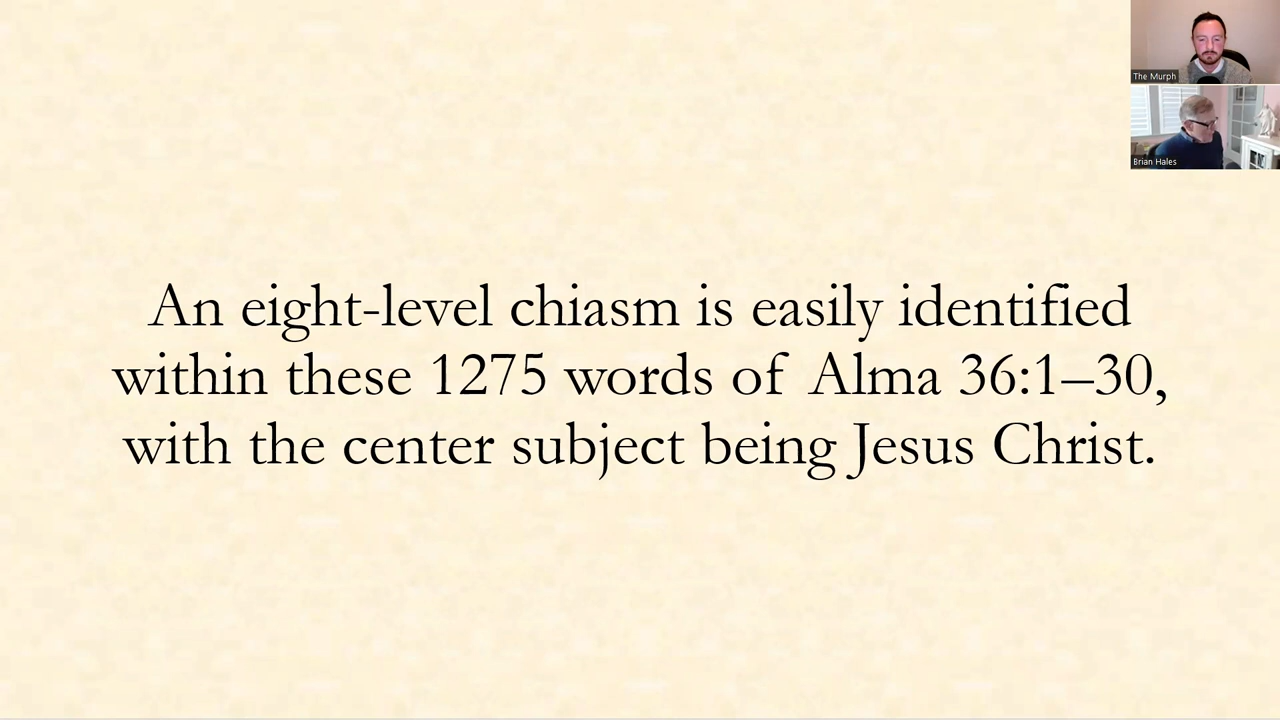 The Murph
Brian Hales
An eight-level chiasm is easily identified
within these 1275 words of Alma 36:1–30,
with the center subject being Jesus Christ.